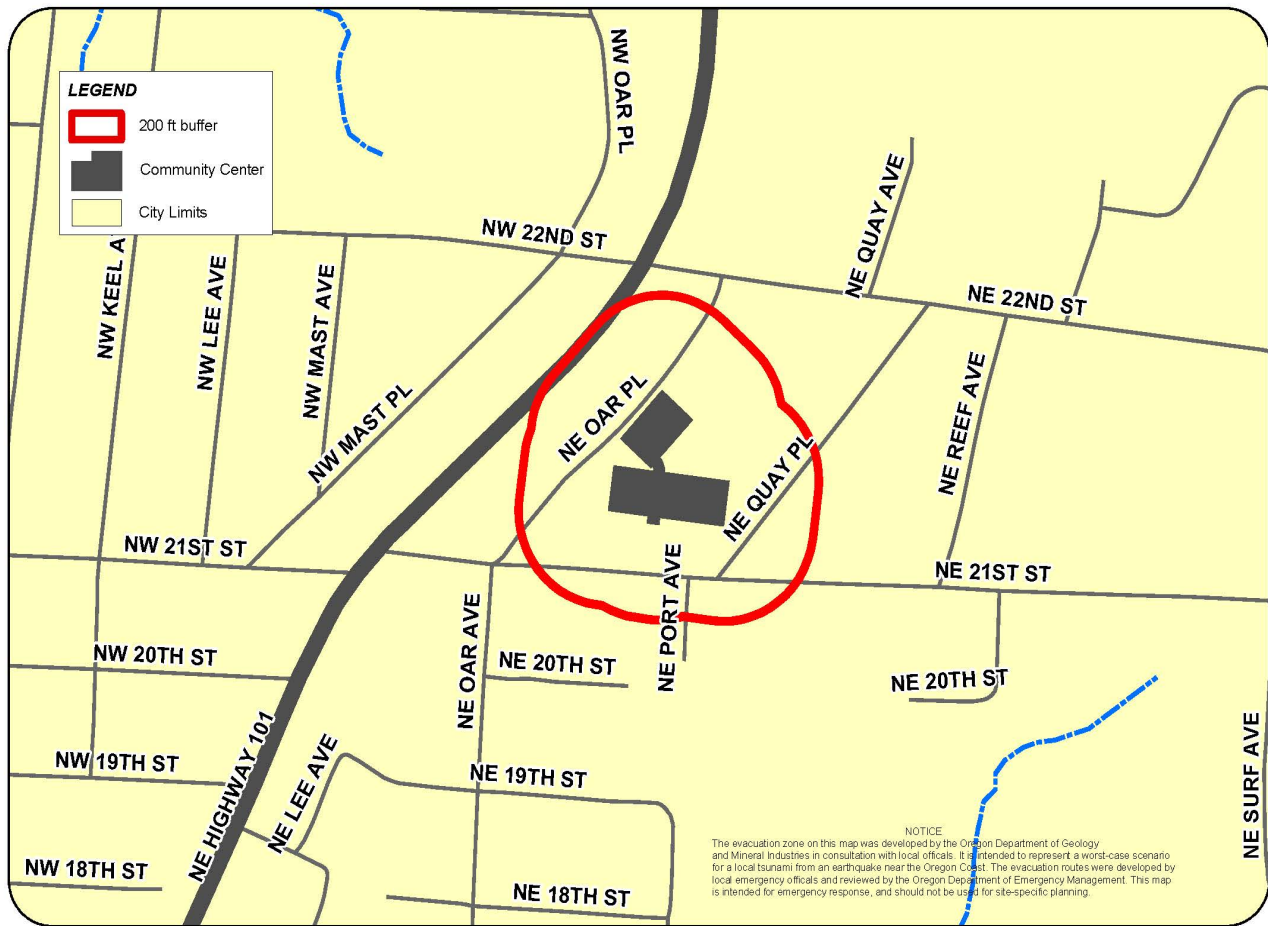 LEGEND
200 ft buffer
Community Center
City Limits
NW OAR PL
NW 22ND ST
NE QUAY AVE
NE 22ND ST
NW KEEL A
NW LEE AVE
NW MAST AVE
NW MAST PL
NE OAR PL
NE QUAY PL
NE REEF AVE
NW 21ST ST
NE 21ST ST
NE PORT AVE
NE OAR AVE
NW 20TH ST
NE 20TH ST
NE 20TH ST
NE HIGHWAY 101
NE LEE AVE
NW 19TH ST
NE 19TH ST
NE SURF AVE
NW 18TH ST
NE 18TH ST
NOTICE
The evacuation zone on this map was developed by the Oregon Department of Geology
and Mineral Industries in consultation with local officals. It is intended to represent a worst-case scenario
for a local tsunami from an earthquake near the Oregon Coast. The evacuation routes were developed by
local emergency officals and reviewed by the Oregon Department of Emergency Management. This map
is intended for emergency response, and should not be used for site-specific planning.